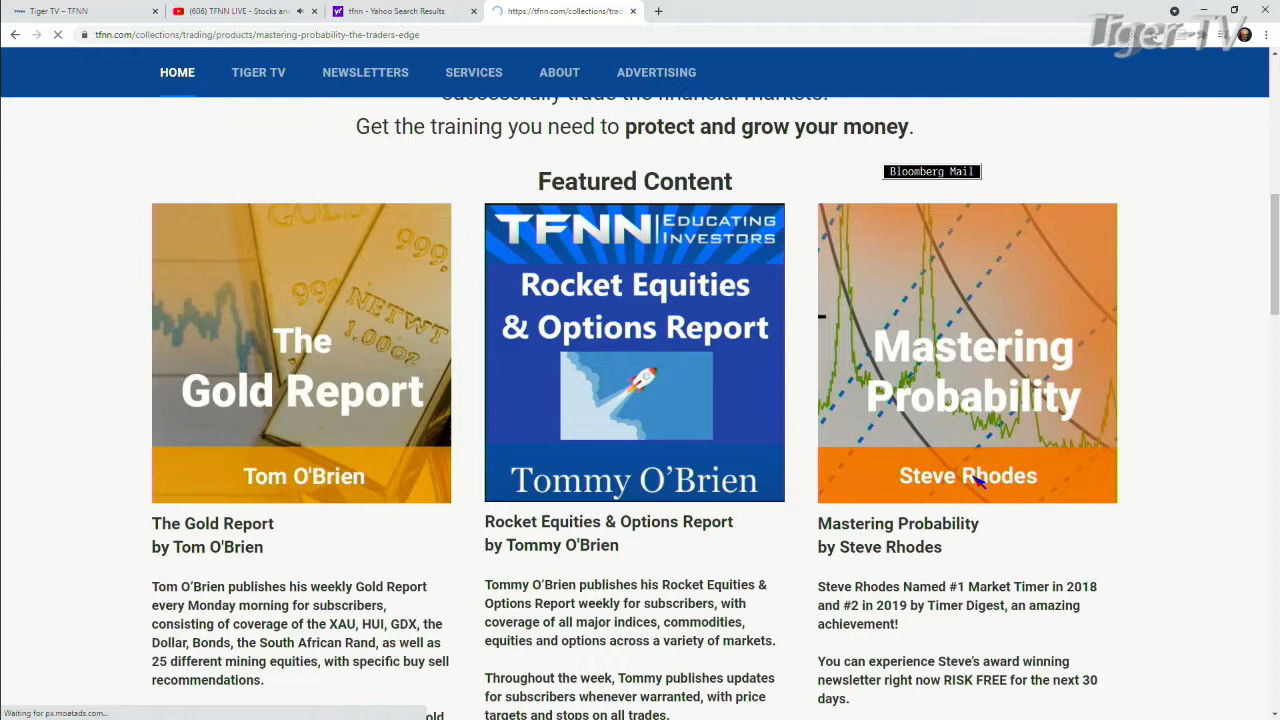 Tiger TV – TFNN
(606) TFNN LIVE - Stocks and
tfnn - Yahoo Search Results
https://tfnn.com/collections/trad
Tiger TV
tfnn.com/collections/trading/products/mastering-probability-the-traders-edge
HOME
TIGER TV
NEWSLETTERS
SERVICES
ABOUT
ADVERTISING
successfully trade the financial markets.
Get the training you need to protect and grow your money.
Bloomberg Mail
Featured Content
GOLD
999,
999
NETWT
1.00oz
The
Gold Report
Tom O'Brien
TFNN EDUCATING
INVESTORS
Rocket Equities
& Options Report
Tommy O’Brien
Mastering
Probability
Steve Rhodes
The Gold Report
by Tom O'Brien
Tom O’Brien publishes his weekly Gold Report
every Monday morning for subscribers,
consisting of coverage of the XAU, HUI, GDX, the
Dollar, Bonds, the South African Rand, as well as
25 different mining equities, with specific buy sell
recommendations.
old
Rocket Equities & Options Report
by Tommy O'Brien
Tommy O’Brien publishes his Rocket Equities &
Options Report weekly for subscribers, with
coverage of all major indices, commodities,
equities and options across a variety of markets.
Throughout the week, Tommy publishes updates
for subscribers whenever warranted, with price
targets and stops on all trades.
Mastering Probability
by Steve Rhodes
Steve Rhodes Named #1 Market Timer in 2018
and #2 in 2019 by Timer Digest, an amazing
achievement!
You can experience Steve’s award winning
newsletter right now RISK FREE for the next 30
days.
Waiting for px.moatads.com...